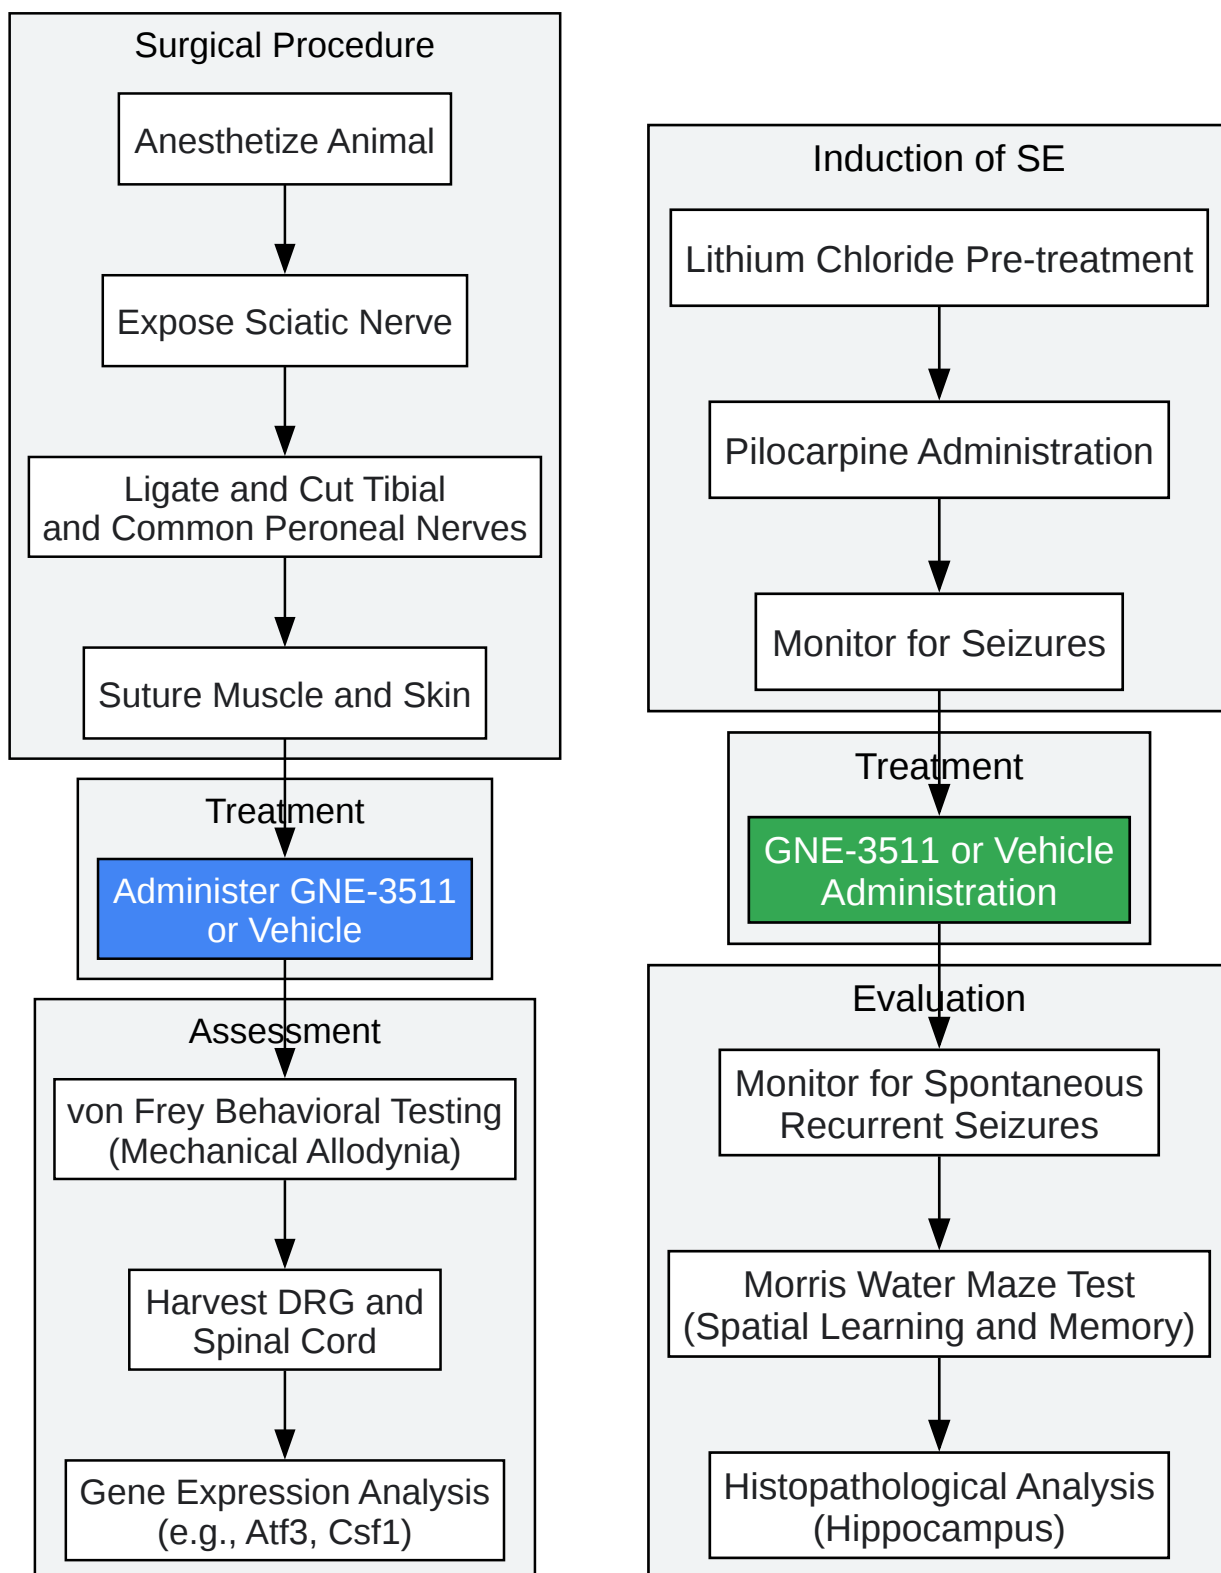 Surgical Procedure
Anesthetize Animal
Expose Sciatic Nerve
Ligate and Cut Tibial
and Common Peroneal Nerves
Suture Muscle and Skin
Treatment
Administer GNE-3511
or Vehicle
Assessment
von Frey Behavioral Testing
(Mechanical Allodynia)
Harvest DRG and
Spinal Cord
Gene Expression Analysis
(e.g., Atf3, Csf1)
Induction of SE
Lithium Chloride Pre-treatment
Pilocarpine Administration
Monitor for Seizures
Treatment
GNE-3511 or Vehicle
Administration
Evaluation
Monitor for Spontaneous
Recurrent Seizures
Morris Water Maze Test
(Spatial Learning and Memory)
Histopathological Analysis
(Hippocampus)